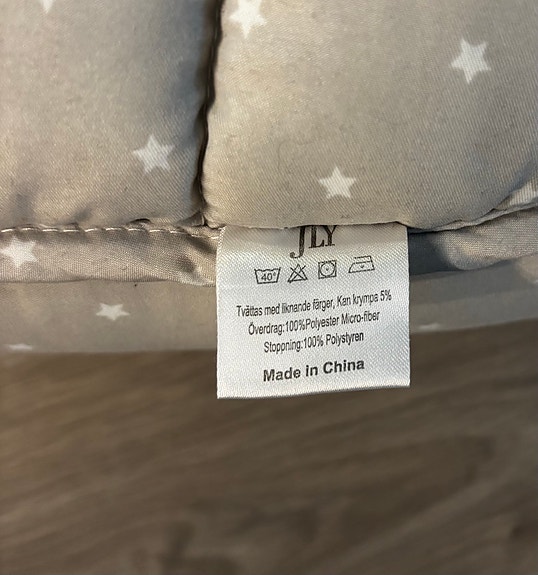 JLY
40°
Tvättas med liknande färger, Kan krympa 5%
Överdrag:100%Polyester Micro-fiber
Stoppning:100% Polystyren
Made in China